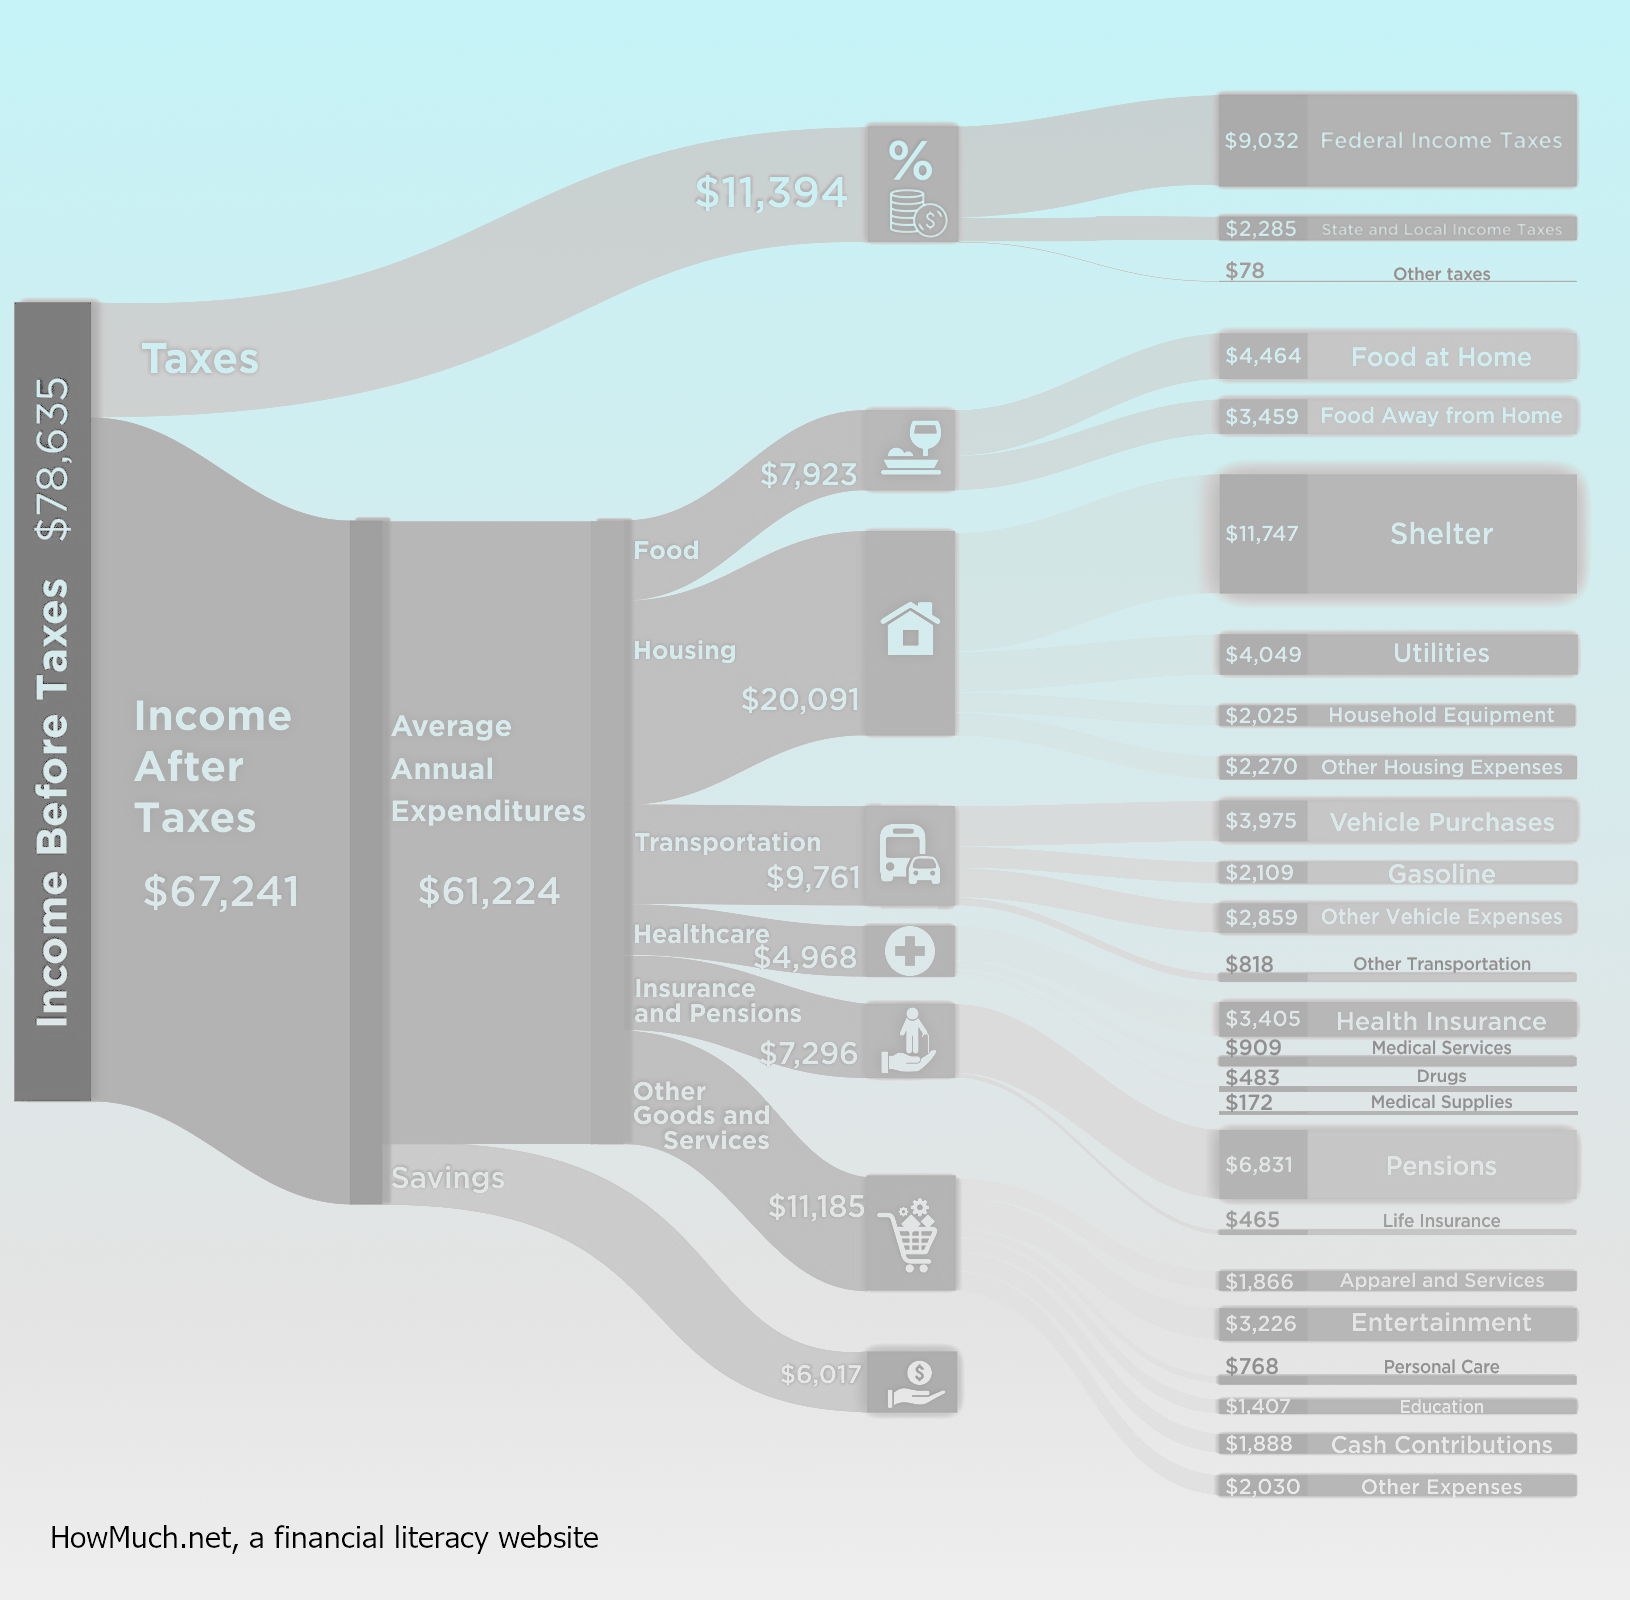 $9,032 Federal Income Taxes
%
$11,394
$2,285 State and Local Income Taxes
$78 Other taxes
Taxes
Income Before Taxes $78,635
$4,464 Food at Home
$3,459 Food Away from Home
$7,923
Food
$11,747 Shelter
Housing
$20,091
$4,049 Utilities
$2,025 Household Equipment
$2,270 Other Housing Expenses
Income
After
Taxes
$67,241
Average
Annual
Expenditures
$61,224
Transportation
$9,761
$3,975 Vehicle Purchases
$2,109 Gasoline
$2,859 Other Vehicle Expenses
$818 Other Transportation
Healthcare
$4,968
Insurance
and Pensions
$7,296
$3,405 Health Insurance
$909 Medical Services
$483 Drugs
$172 Medical Supplies
$6,831 Pensions
$465 Life Insurance
Other
Goods and
Services
$11,185
Savings
$6,017
$1,866 Apparel and Services
$3,226 Entertainment
$768 Personal Care
$1,407 Education
$1,888 Cash Contributions
$2,030 Other Expenses
HowMuch.net, a financial literacy website